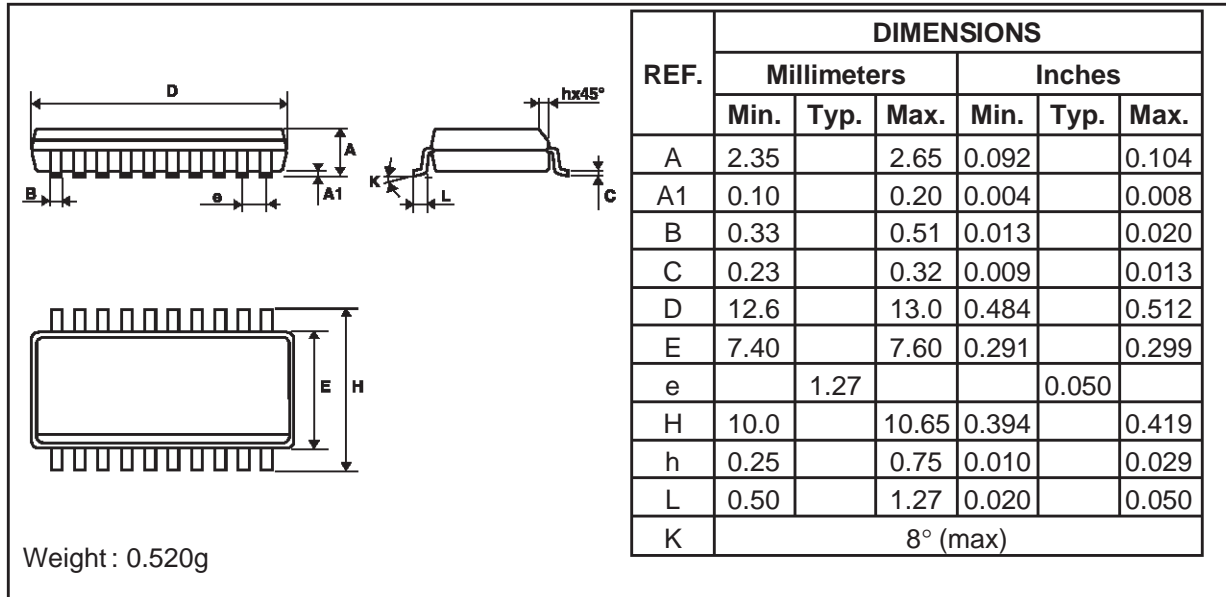 D
hx45°
A
K
B
e
A1
L
C
E
H
Weight : 0.520g
REF.
DIMENSIONS
Millimeters Inches
Min. Typ. Max. Min. Typ. Max.
A 2.35 2.65 0.092 0.104
A1 0.10 0.20 0.004 0.008
B 0.33 0.51 0.013 0.020
C 0.23 0.32 0.009 0.013
D 12.6 13.0 0.484 0.512
E 7.40 7.60 0.291 0.299
e 1.27 0.050
H 10.0 10.65 0.394 0.419
h 0.25 0.75 0.010 0.029
L 0.50 1.27 0.020 0.050
K 8° (max)